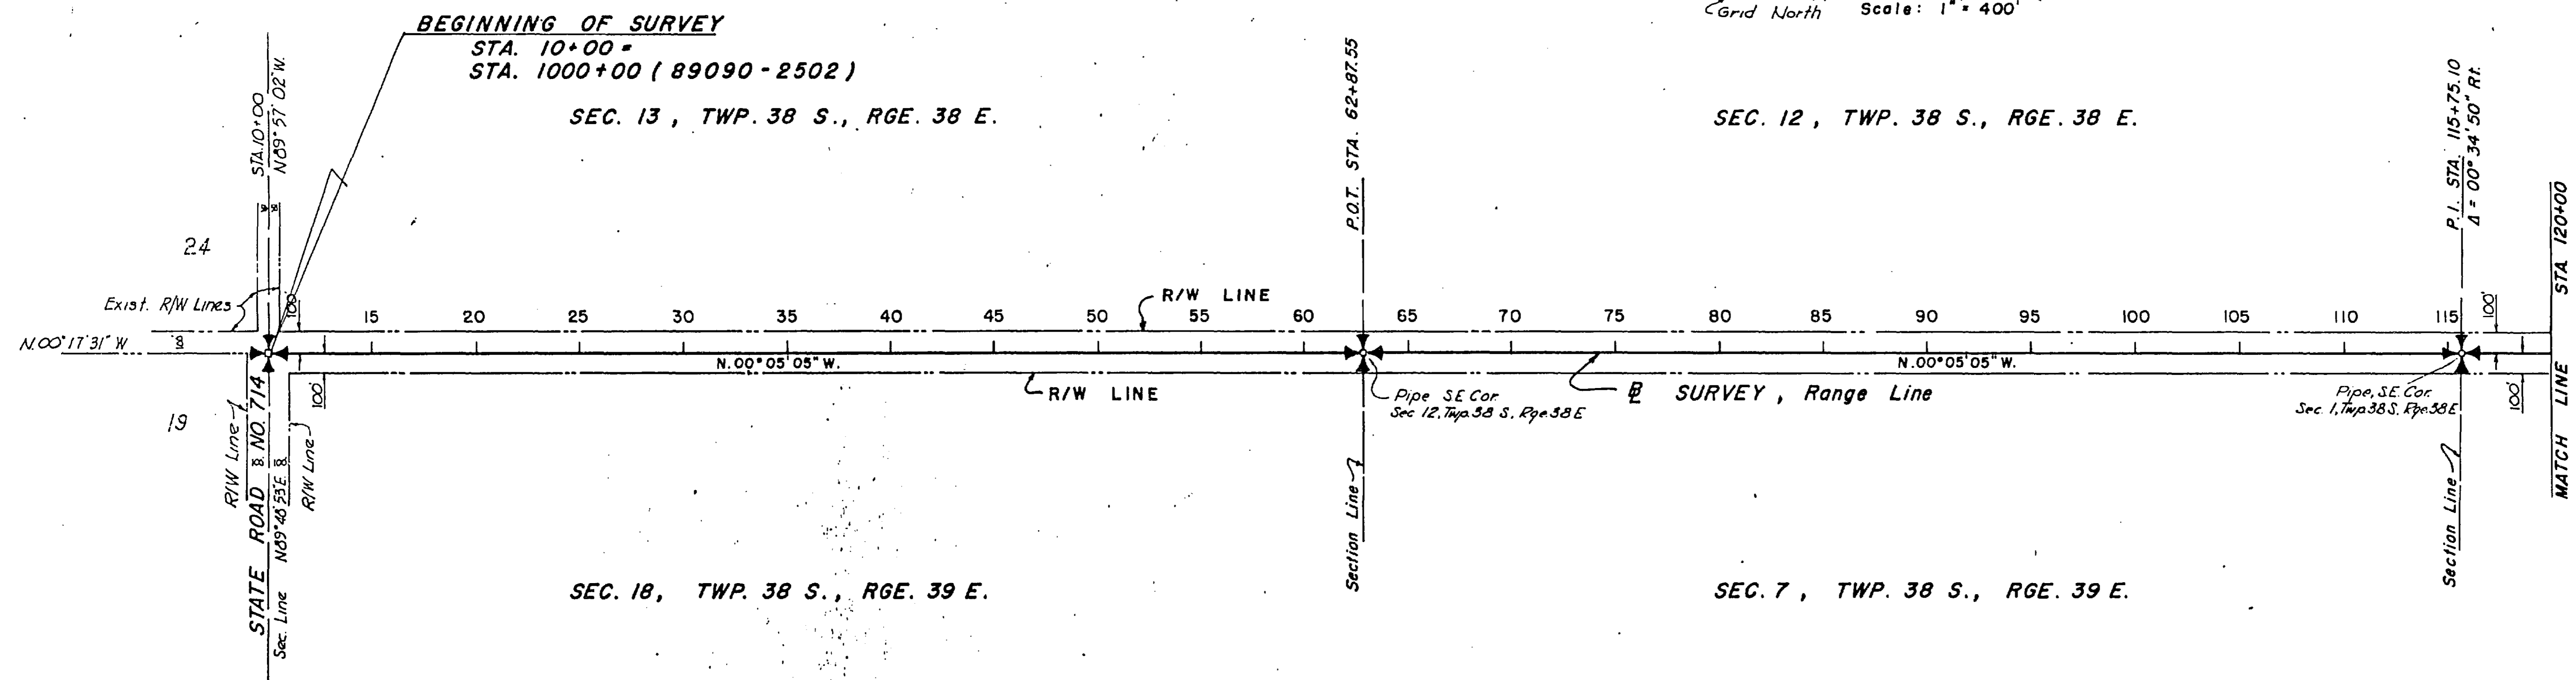 Grid North Scale: 1" = 400'
BEGINNING OF SURVEY
STA. 10+00 =
STA. 1000+00 (89090-2502)
STA. 10+00
N89°57'02"W.
SEC. 13, TWP. 38 S., RGE. 38 E.
P.O.T. STA. 62+87.55
SEC. 12, TWP. 38 S., RGE. 38 E.
P.I. STA. 115+75.10
Δ = 00°34'50" Rt.
MATCH LINE STA 120+00
24
Exist. R/W Lines
100'
R/W LINE
100'
15 20 25 30 35 40 45 50 55 60 65 70 75 80 85 90 95 100 105 110 115
N.00°17'31" W
N.00°05'05"W.
N.00°05'05"W.
100'
R/W LINE
Pipe S.E. Cor.
Sec 12, Twp.38 S, Rge.38E
℄ SURVEY, Range Line
Pipe, S.E. Cor.
Sec. 1, Twp.38 S, Rge.38E
100'
19
R/W Line
STATE ROAD NO. 714
Sec. Line N89°48'53"E
R/W Line
Section Line
Section Line
SEC. 18, TWP. 38 S., RGE. 39 E.
SEC. 7, TWP. 38 S., RGE. 39 E.